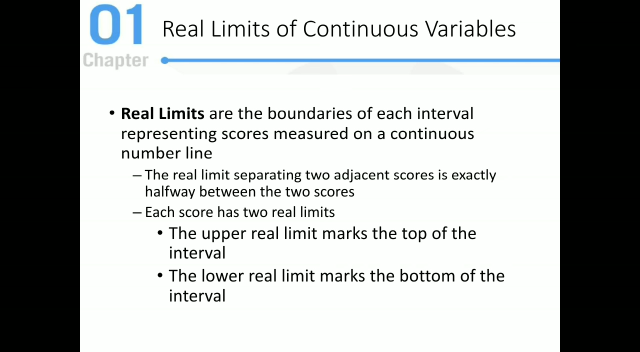 01
Chapter
Real Limits of Continuous Variables
• Real Limits are the boundaries of each interval
representing scores measured on a continuous
number line
– The real limit separating two adjacent scores is exactly
halfway between the two scores
– Each score has two real limits
• The upper real limit marks the top of the
interval
• The lower real limit marks the bottom of the
interval